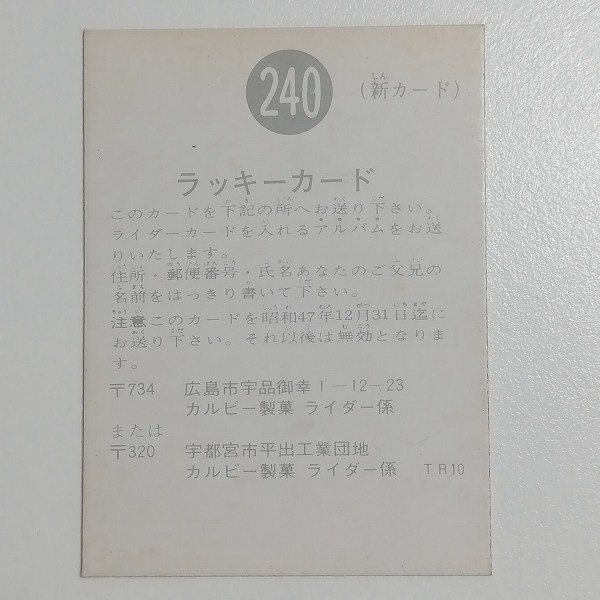 240 (新カード)
ラッキーカード
このカードを下記の所へお送り下さい。
ライダーカードを入れるアルバムをお送
りいたします。
住所・郵便番号・氏名あなたのご父兄の
名前をはっきり書いて下さい。
注意このカードを昭和47年12月31日迄に
お送り下さい。それ以後は無効となりま
す。
〒734 広島市宇品御幸1-12-23
カルビー製菓 ライダー係
または
〒320 宇都宮市平出工業団地
カルビー製菓 ライダー係 TR10